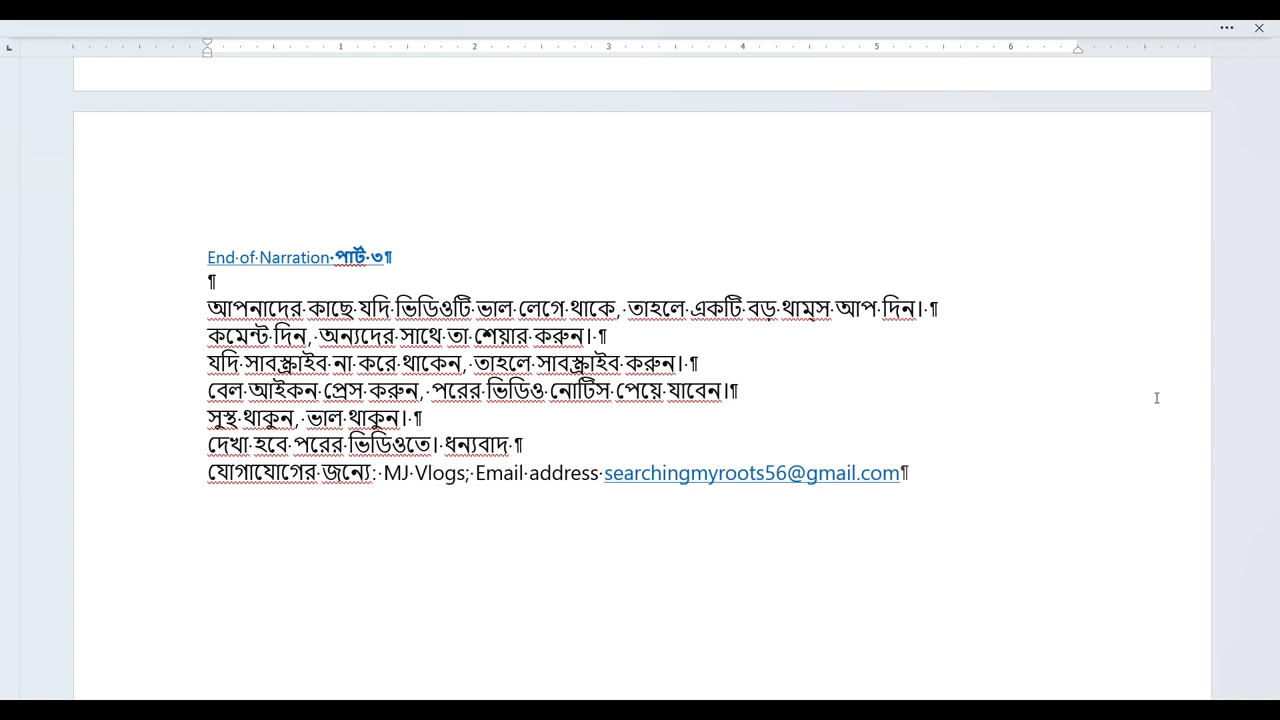 End of Narration পার্ট ৩
আপনাদের কাছে যদি ভিডিওটি ভাল লেগে থাকে, তাহলে একটি বড় থাম্স আপ দিন।
কমেন্ট দিন, অন্যদের সাথে তা শেয়ার করুন।
যদি সাবস্ক্রাইব না করে থাকেন, তাহলে সাবস্ক্রাইব করুন।
বেল আইকন প্রেস করুন, পরের ভিডিও নোটিস পেয়ে যাবেন।
সুস্থ থাকুন, ভাল থাকুন।
দেখা হবে পরের ভিডিওতে। ধন্যবাদ
যোগাযোগের জন্যে: MJ Vlogs; Email address searchingmyroots56@gmail.com